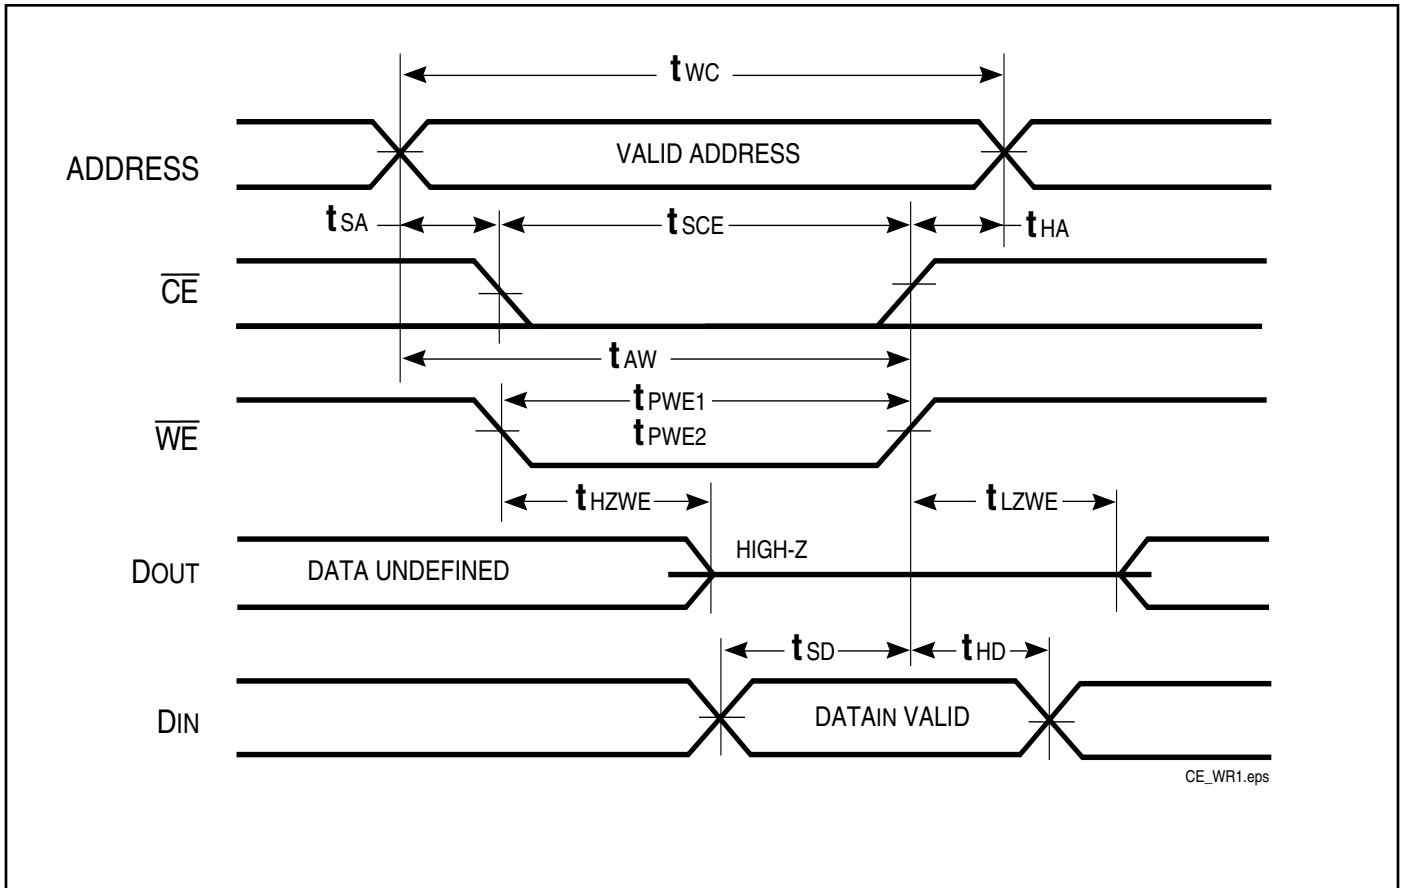 tWC
ADDRESS
VALID ADDRESS
tSA
tSCE
tHA
CE
tAW
tPWE1
WE
tPWE2
tHZWE
tLZWE
DOUT
DATA UNDEFINED
HIGH-Z
tSD
tHD
DIN
DATAIN VALID
CE_WR1.eps